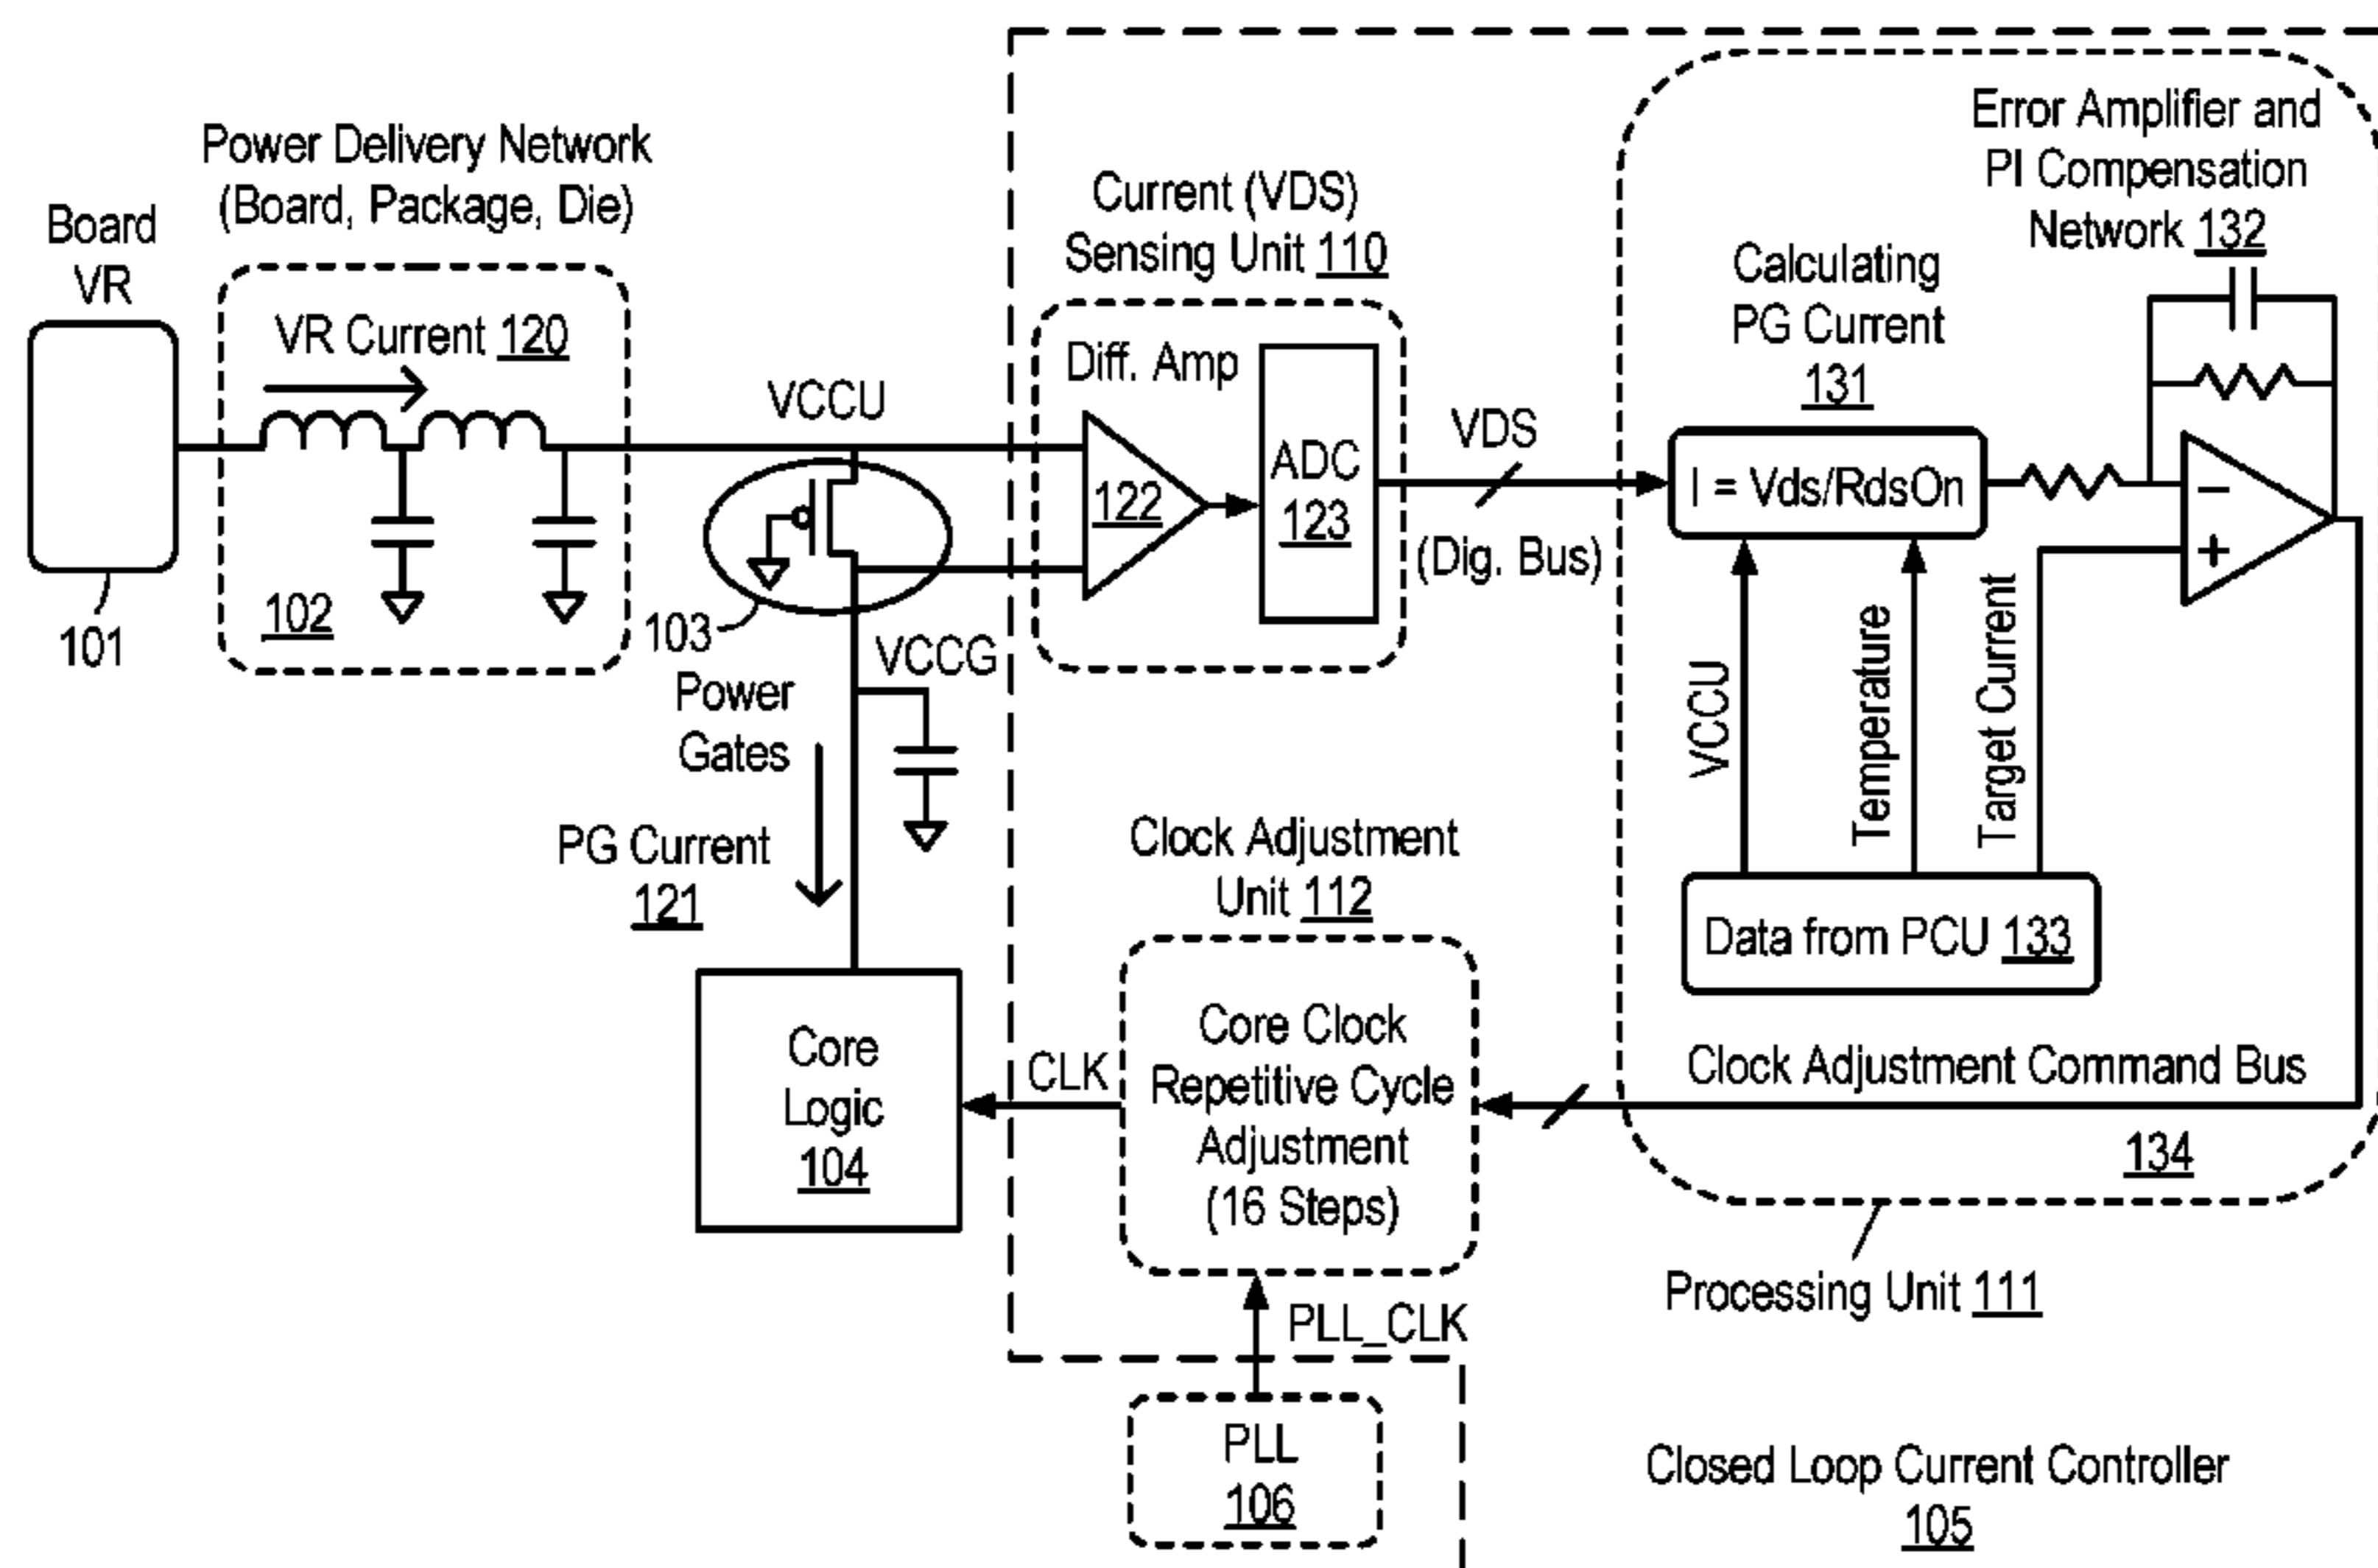 Power Delivery Network
(Board, Package, Die)
Board
VR
101
VR Current 120
102
VCCU
103
Power
Gates
VCCG
PG Current
121
Core
Logic
104
Current (VDS)
Sensing Unit 110
Diff. Amp
122
ADC
123
VDS
(Dig. Bus)
Error Amplifier and
PI Compensation
Network 132
Calculating
PG Current
131
I = Vds/RdsOn
−
+
VCCU
Temperature
Target Current
Data from PCU 133
Clock Adjustment Command Bus
134
Processing Unit 111
Clock Adjustment
Unit 112
Core Clock
Repetitive Cycle
Adjustment
(16 Steps)
CLK
PLL_CLK
PLL
106
Closed Loop Current Controller
105